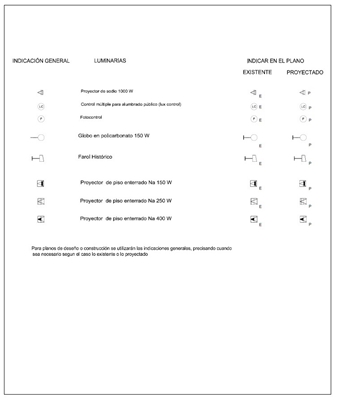 INDICACIÓN GENERAL LUMINARIAS INDICAR EN EL PLANO
EXISTENTE PROYECTADO
Proyector de sodio 1000 W E P
LC Control múltiple para alumbrado público (lux control) LC E LC P
F Fotocontrol F E F P
Globo en policarbonato 150 W E P
Farol Histórico E P
Proyector de piso enterrado Na 150 W E P
Proyector de piso enterrado Na 250 W E P
Proyector de piso enterrado Na 400 W E P
Para planos de diseño o construcción se utilizarán las indicaciones generales, precisando cuando
sea necesario segun el caso lo existente o lo proyectado